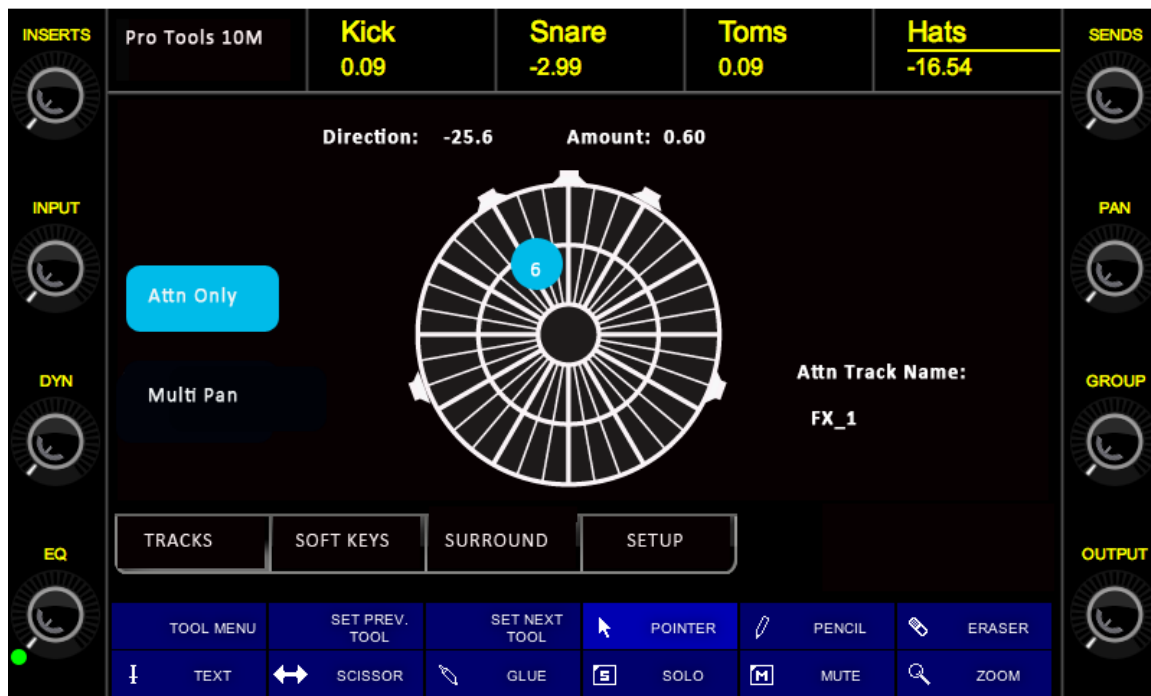 INSERTS
Pro Tools 10M
Kick
0.09
Snare
-2.99
Toms
0.09
Hats
-16.54
SENDS
Direction: -25.6 Amount: 0.60
INPUT
PAN
6
Attn Only
Attn Track Name:
FX_1
DYN
Multi Pan
GROUP
TRACKS
SOFT KEYS
SURROUND
SETUP
EQ
OUTPUT
TOOL MENU
SET PREV.
TOOL
SET NEXT
TOOL
POINTER
PENCIL
ERASER
TEXT
SCISSOR
GLUE
S
SOLO
M
MUTE
ZOOM